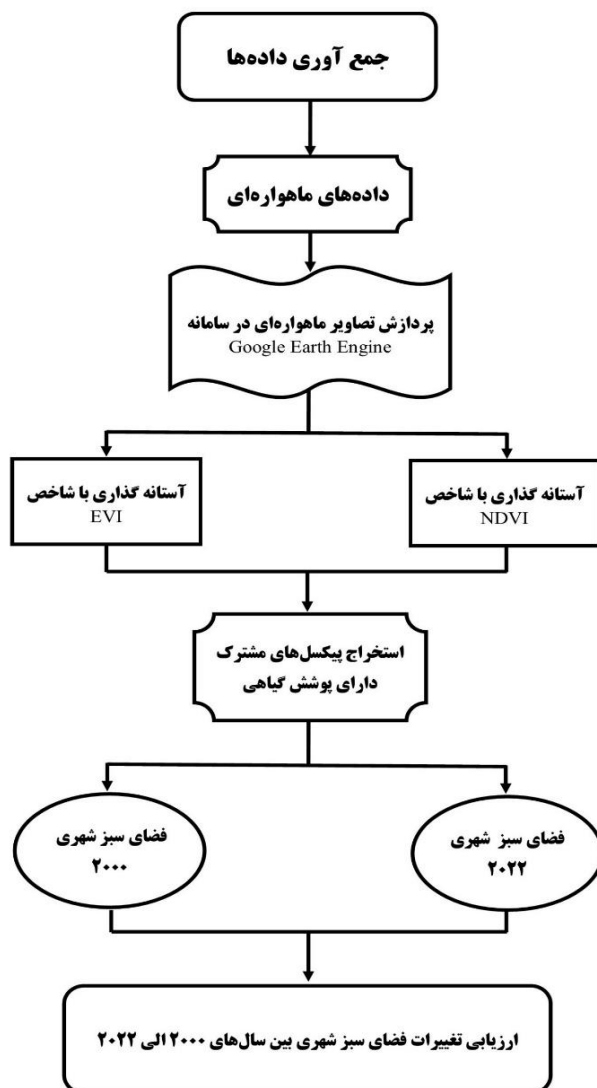 جمع آوری داده‌ها
داده‌های ماهواره‌ای
پردازش تصاویر ماهواره‌ای در سامانه
Google Earth Engine
آستانه گذاری با شاخص
NDVI
آستانه گذاری با شاخص
EVI
استخراج پیکسل‌های مشترک
دارای پوشش گیاهی
فضای سبز شهری
۲۰۲۲
فضای سبز شهری
۲۰۰۰
ارزیابی تغییرات فضای سبز شهری بین سال‌های ۲۰۰۰ الی ۲۰۲۲